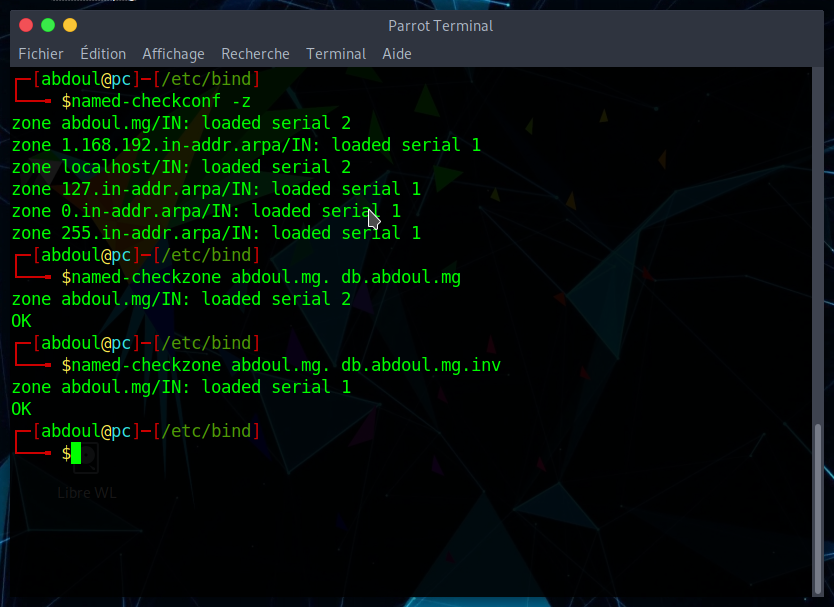 Parrot Terminal
Fichier Édition Affichage Recherche Terminal Aide
┌─[abdoul@pc]─[/etc/bind]
└──╼ $named-checkconf -z
zone abdoul.mg/IN: loaded serial 2
zone 1.168.192.in-addr.arpa/IN: loaded serial 1
zone localhost/IN: loaded serial 2
zone 127.in-addr.arpa/IN: loaded serial 1
zone 0.in-addr.arpa/IN: loaded serial 1
zone 255.in-addr.arpa/IN: loaded serial 1
┌─[abdoul@pc]─[/etc/bind]
└──╼ $named-checkzone abdoul.mg. db.abdoul.mg
zone abdoul.mg/IN: loaded serial 2
OK
┌─[abdoul@pc]─[/etc/bind]
└──╼ $named-checkzone abdoul.mg. db.abdoul.mg.inv
zone abdoul.mg/IN: loaded serial 1
OK
┌─[abdoul@pc]─[/etc/bind]
└──╼ $
Libre WL